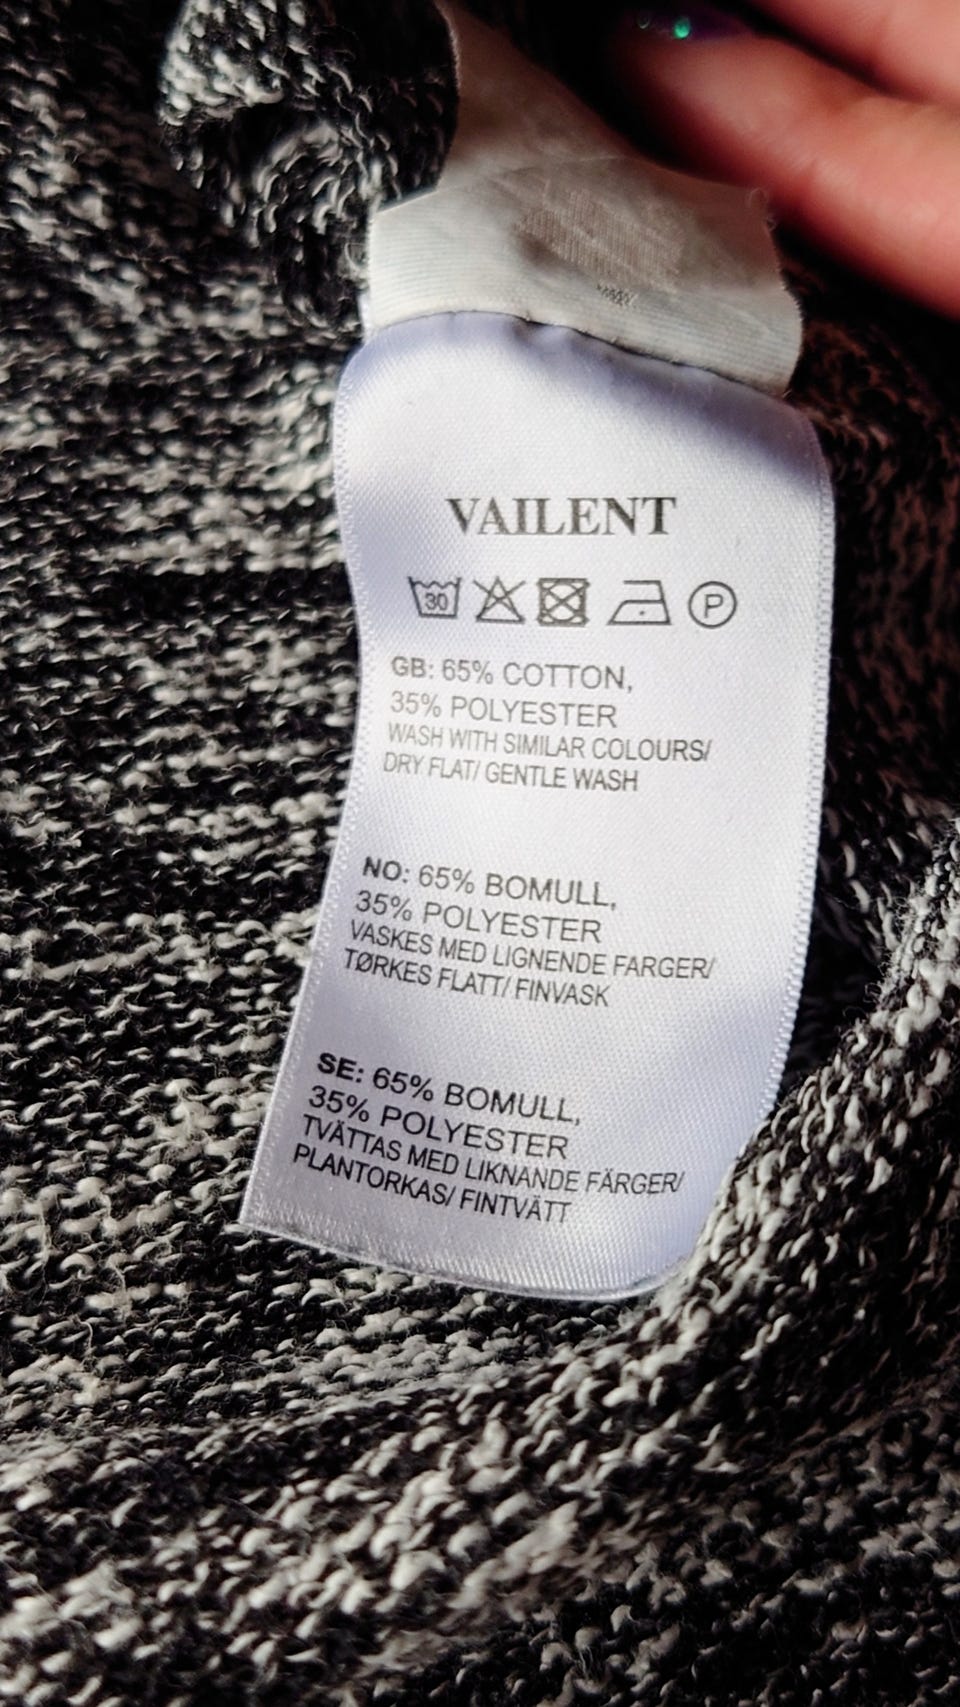 VAILENT
30 P
GB: 65% COTTON,
35% POLYESTER
WASH WITH SIMILAR COLOURS/
DRY FLAT/ GENTLE WASH
NO: 65% BOMULL,
35% POLYESTER
VASKES MED LIGNENDE FARGER/
TØRKES FLATT/ FINVASK
SE: 65% BOMULL,
35% POLYESTER
TVÄTTAS MED LIKNANDE FÄRGER/
PLANTORKAS/ FINTVÄTT